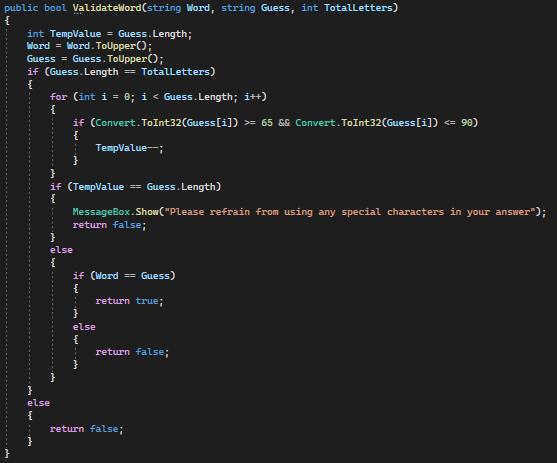 public bool ValidateWord(string Word, string Guess, int TotalLetters)
{
    int TempValue = Guess.Length;
    Word = Word.ToUpper();
    Guess = Guess.ToUpper();
    if (Guess.Length == TotalLetters)
    {
        for (int i = 0; i < Guess.Length; i++)
        {
            if (Convert.ToInt32(Guess[i]) >= 65 && Convert.ToInt32(Guess[i]) <= 90)
            {
                TempValue--;
            }
        }
        if (TempValue == Guess.Length)
        {
            MessageBox.Show("Please refrain from using any special characters in your answer");
            return false;
        }
        else
        {
            if (Word == Guess)
            {
                return true;
            }
            else
            {
                return false;
            }
        }
    }
    else
    {
        return false;
    }
}